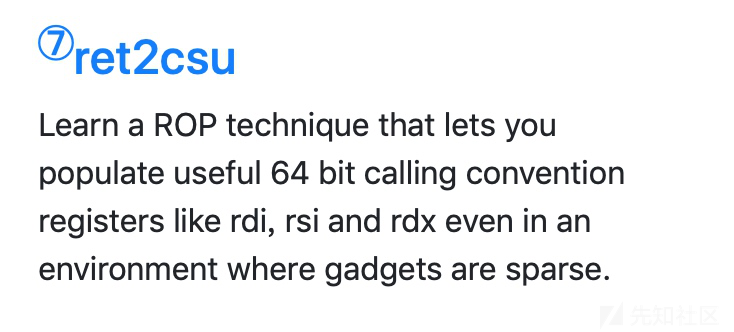 ⑦ret2csu
Learn a ROP technique that lets you
populate useful 64 bit calling convention
registers like rdi, rsi and rdx even in an
environment where gadgets are sparse.
先知社区